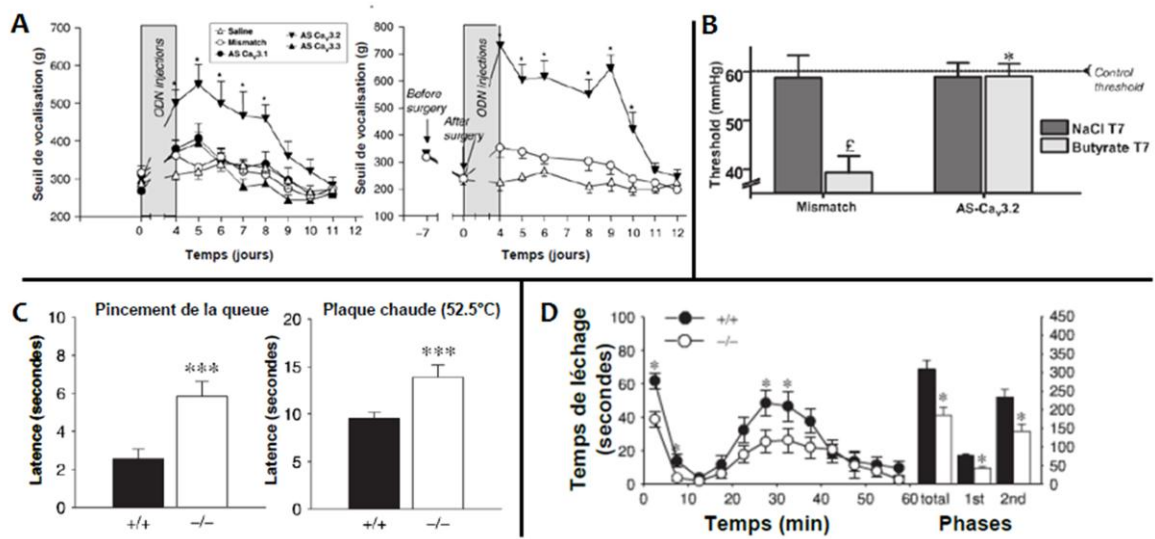 A
Seuil de vocalisation (g)
700
600
500
400
300
200
ODN injections
Saline
Mismatch
AS CaV3.1
AS CaV3.2
AS CaV3.3
0 4 5 6 7 8 9 10 11 12
Temps (jours)
Seuil de vocalisation (g)
800
700
600
500
400
300
200
100
Before
surgery
After
surgery
ODN injections
-7 0 4 5 6 7 8 9 10 11 12
Temps (jours)
B
Threshold (mmHg)
60
50
40
£
*
Control
threshold
NaCl T7
Butyrate T7
Mismatch
AS-CaV3.2
C
Pincement de la queue
Latence (secondes)
10
8
6
4
2
0
***
+/+ -/-
Plaque chaude (52.5°C)
Latence (secondes)
20
15
10
5
0
***
+/+ -/-
D
Temps de léchage
(secondes)
100
80
60
40
20
0
+/+
-/-
0 10 20 30 40 50 60
Temps (min)
total 1st 2nd
Phases
450
400
350
300
250
200
150
100
50
0